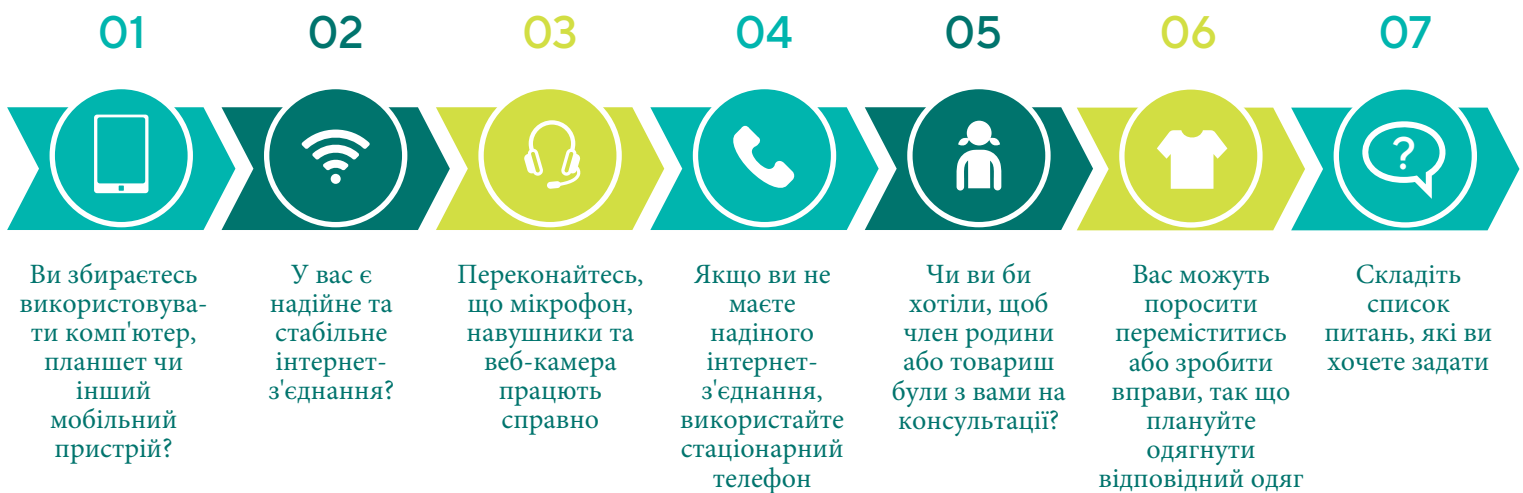 01
02
03
04
05
06
07
?
Ви збираєтесь
використовува-
ти комп'ютер,
планшет чи
інший
мобільний
пристрій?
У вас є
надійне та
стабільне
інтернет-
з'єднання?
Переконайтесь,
що мікрофон,
навушники та
веб-камера
працють
справно
Якщо ви не
маєте
надіного
інтернет-
з'єднання,
використайте
стаціонарний
телефон
Чи ви би
хотіли, щоб
член родини
або товариш
були з вами на
консультації?
Вас можуть
поросити
переміститись
або зробити
вправи, так що
плануйте
одягнути
відповідний одяг
Складіть
список
питань, які ви
хочете задати